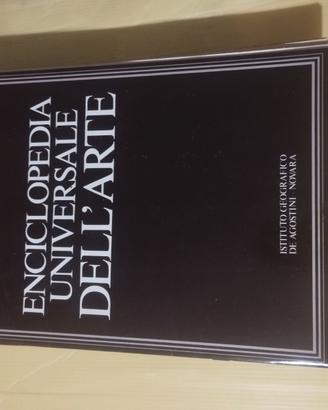 ENCICLOPEDIA
UNIVERSALE
DELL'ARTE
ISTITUTO GEOGRAFICO
DE AGOSTINI NOVARA